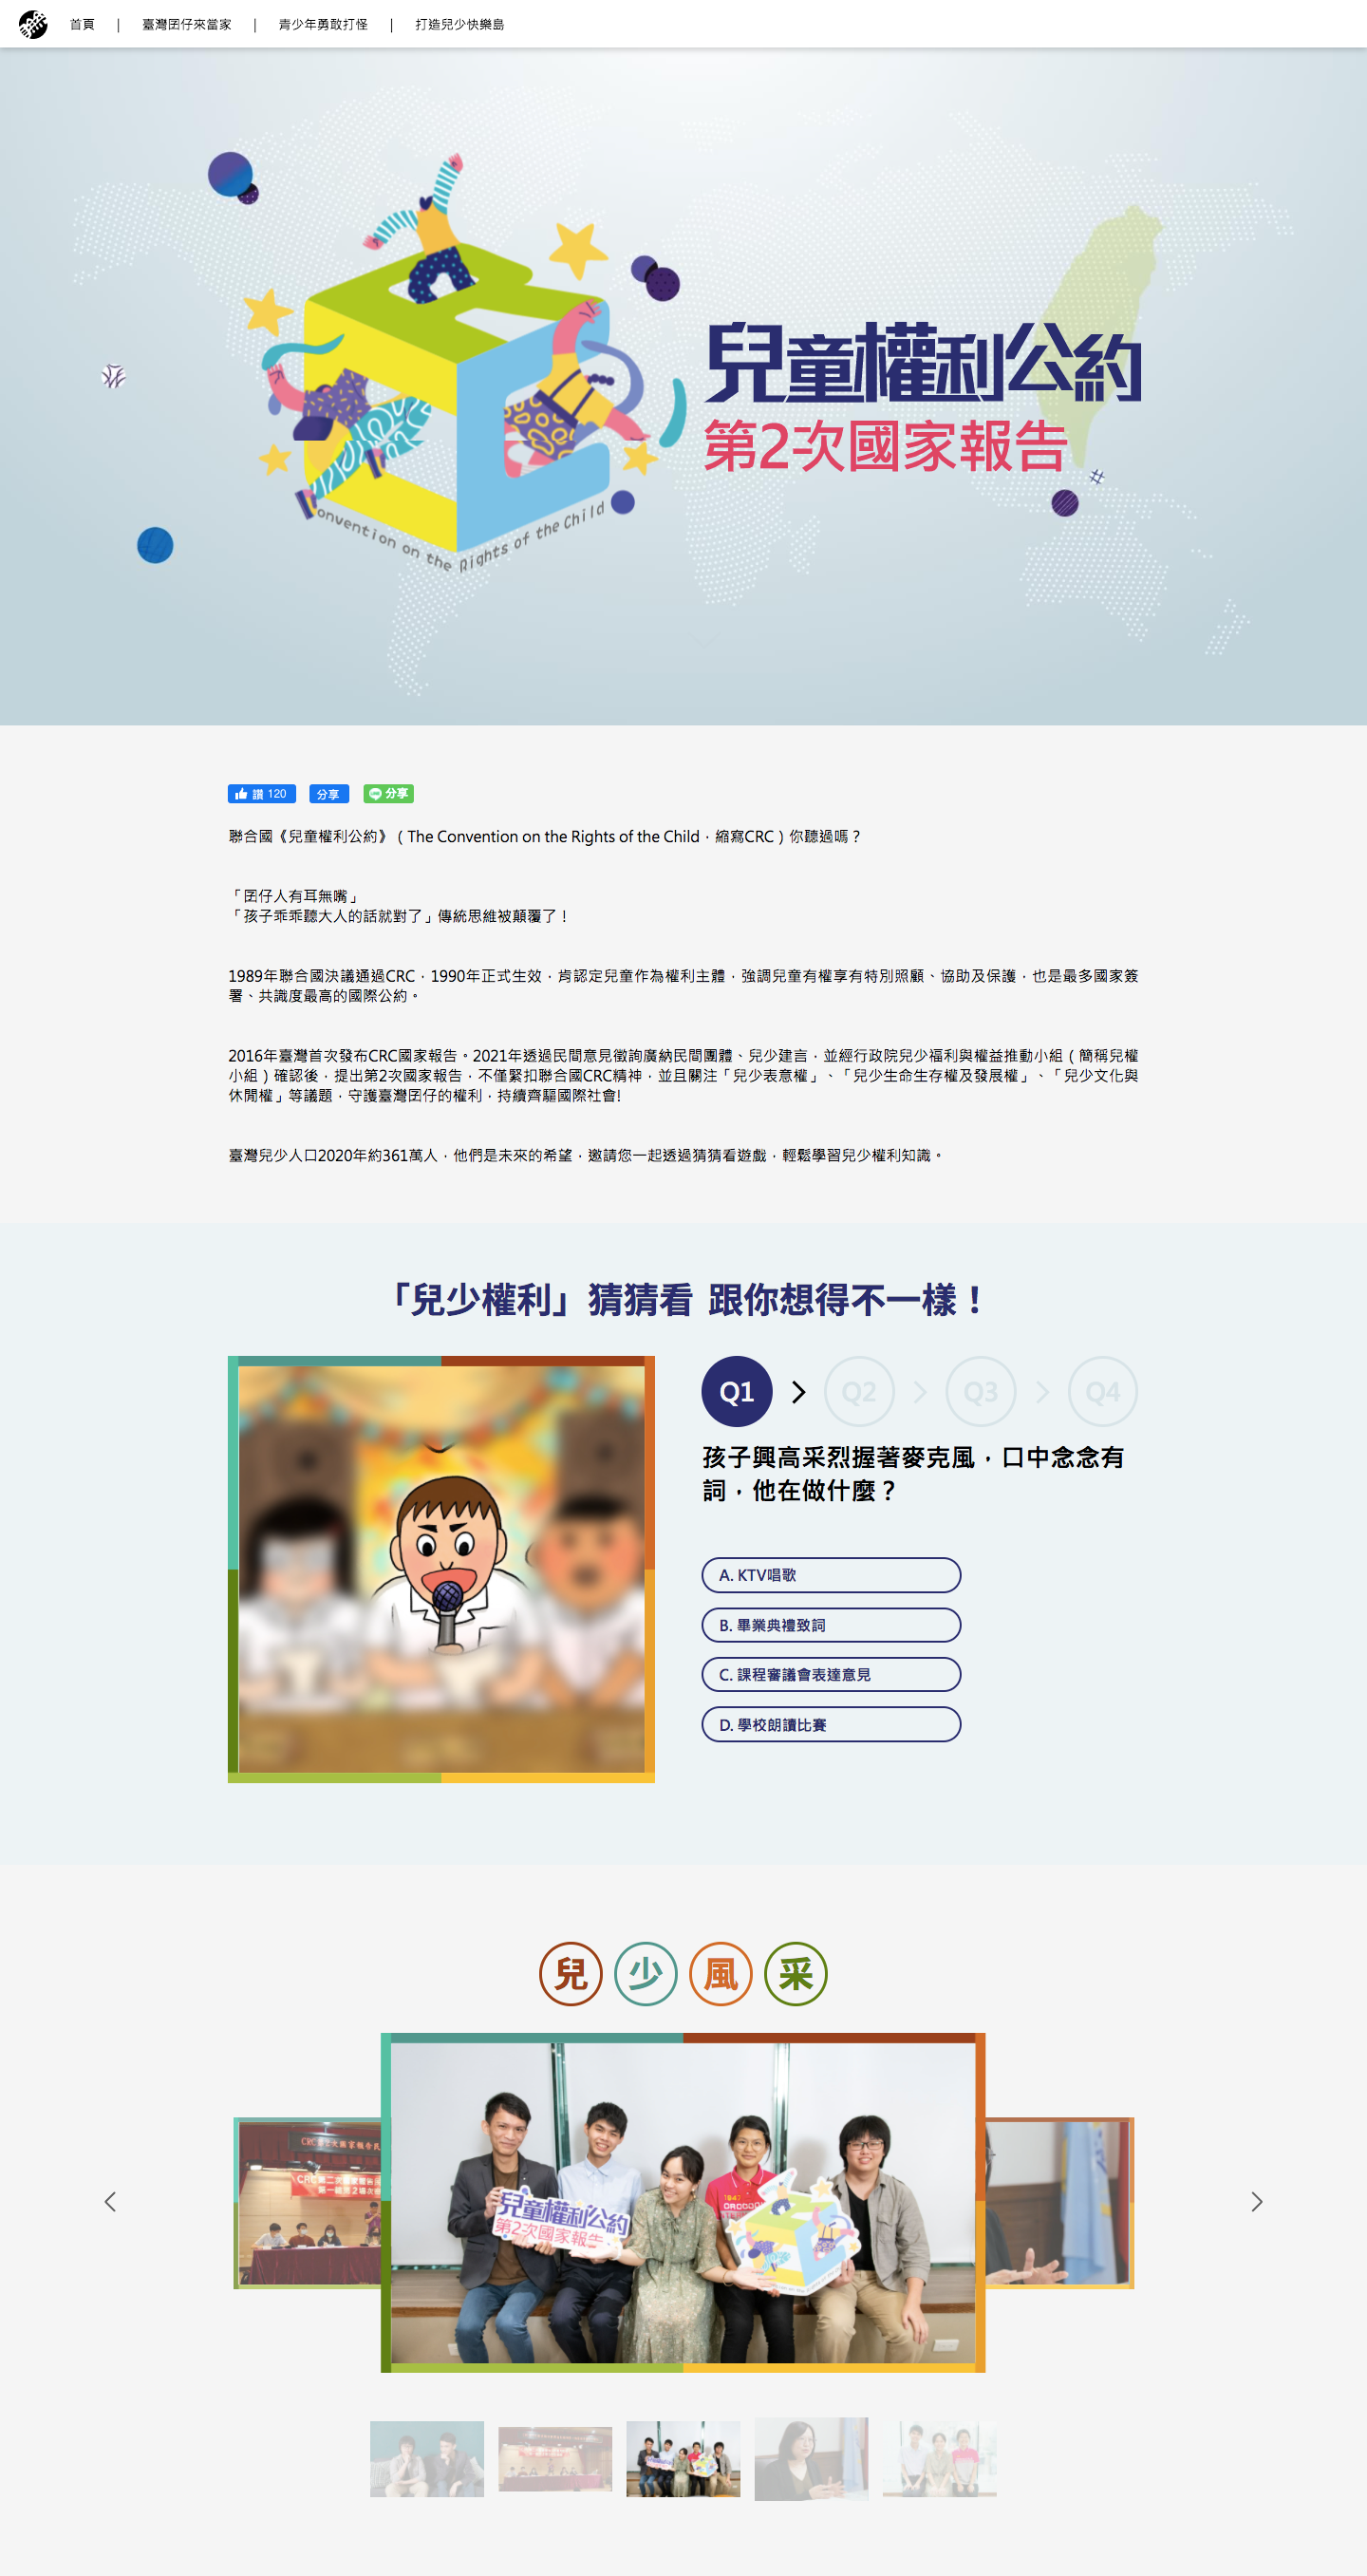 首頁 | 臺灣囝仔來當家 | 青少年勇敢打怪 | 打造兒少快樂島
兒童權利公約
第2次國家報告
Convention on the Rights of the Child
讚 120 分享 分享
聯合國《兒童權利公約》（The Convention on the Rights of the Child，縮寫CRC）你聽過嗎？
「囝仔人有耳無嘴」
「孩子乖乖聽大人的話就對了」傳統思維被顛覆了！
1989年聯合國決議通過CRC，1990年正式生效，肯認定兒童作為權利主體，強調兒童有權享有特別照顧、協助及保護，也是最多國家簽
署、共識度最高的國際公約。
2016年臺灣首次發布CRC國家報告。2021年透過民間意見徵詢廣納民間團體、兒少建言，並經行政院兒少福利與權益推動小組（簡稱兒權
小組）確認後，提出第2次國家報告，不僅緊扣聯合國CRC精神，並且關注「兒少表意權」、「兒少生命生存權及發展權」、「兒少文化與
休閒權」等議題，守護臺灣囝仔的權利，持續齊驅國際社會!
臺灣兒少人口2020年約361萬人，他們是未來的希望，邀請您一起透過猜猜看遊戲，輕鬆學習兒少權利知識。
「兒少權利」猜猜看 跟你想得不一樣！
Q1 Q2 Q3 Q4
孩子興高采烈握著麥克風，口中念念有
詞，他在做什麼？
A. KTV唱歌
B. 畢業典禮致詞
C. 課程審議會表達意見
D. 學校朗讀比賽
兒少風采
兒童權利公約
第2次國家報告